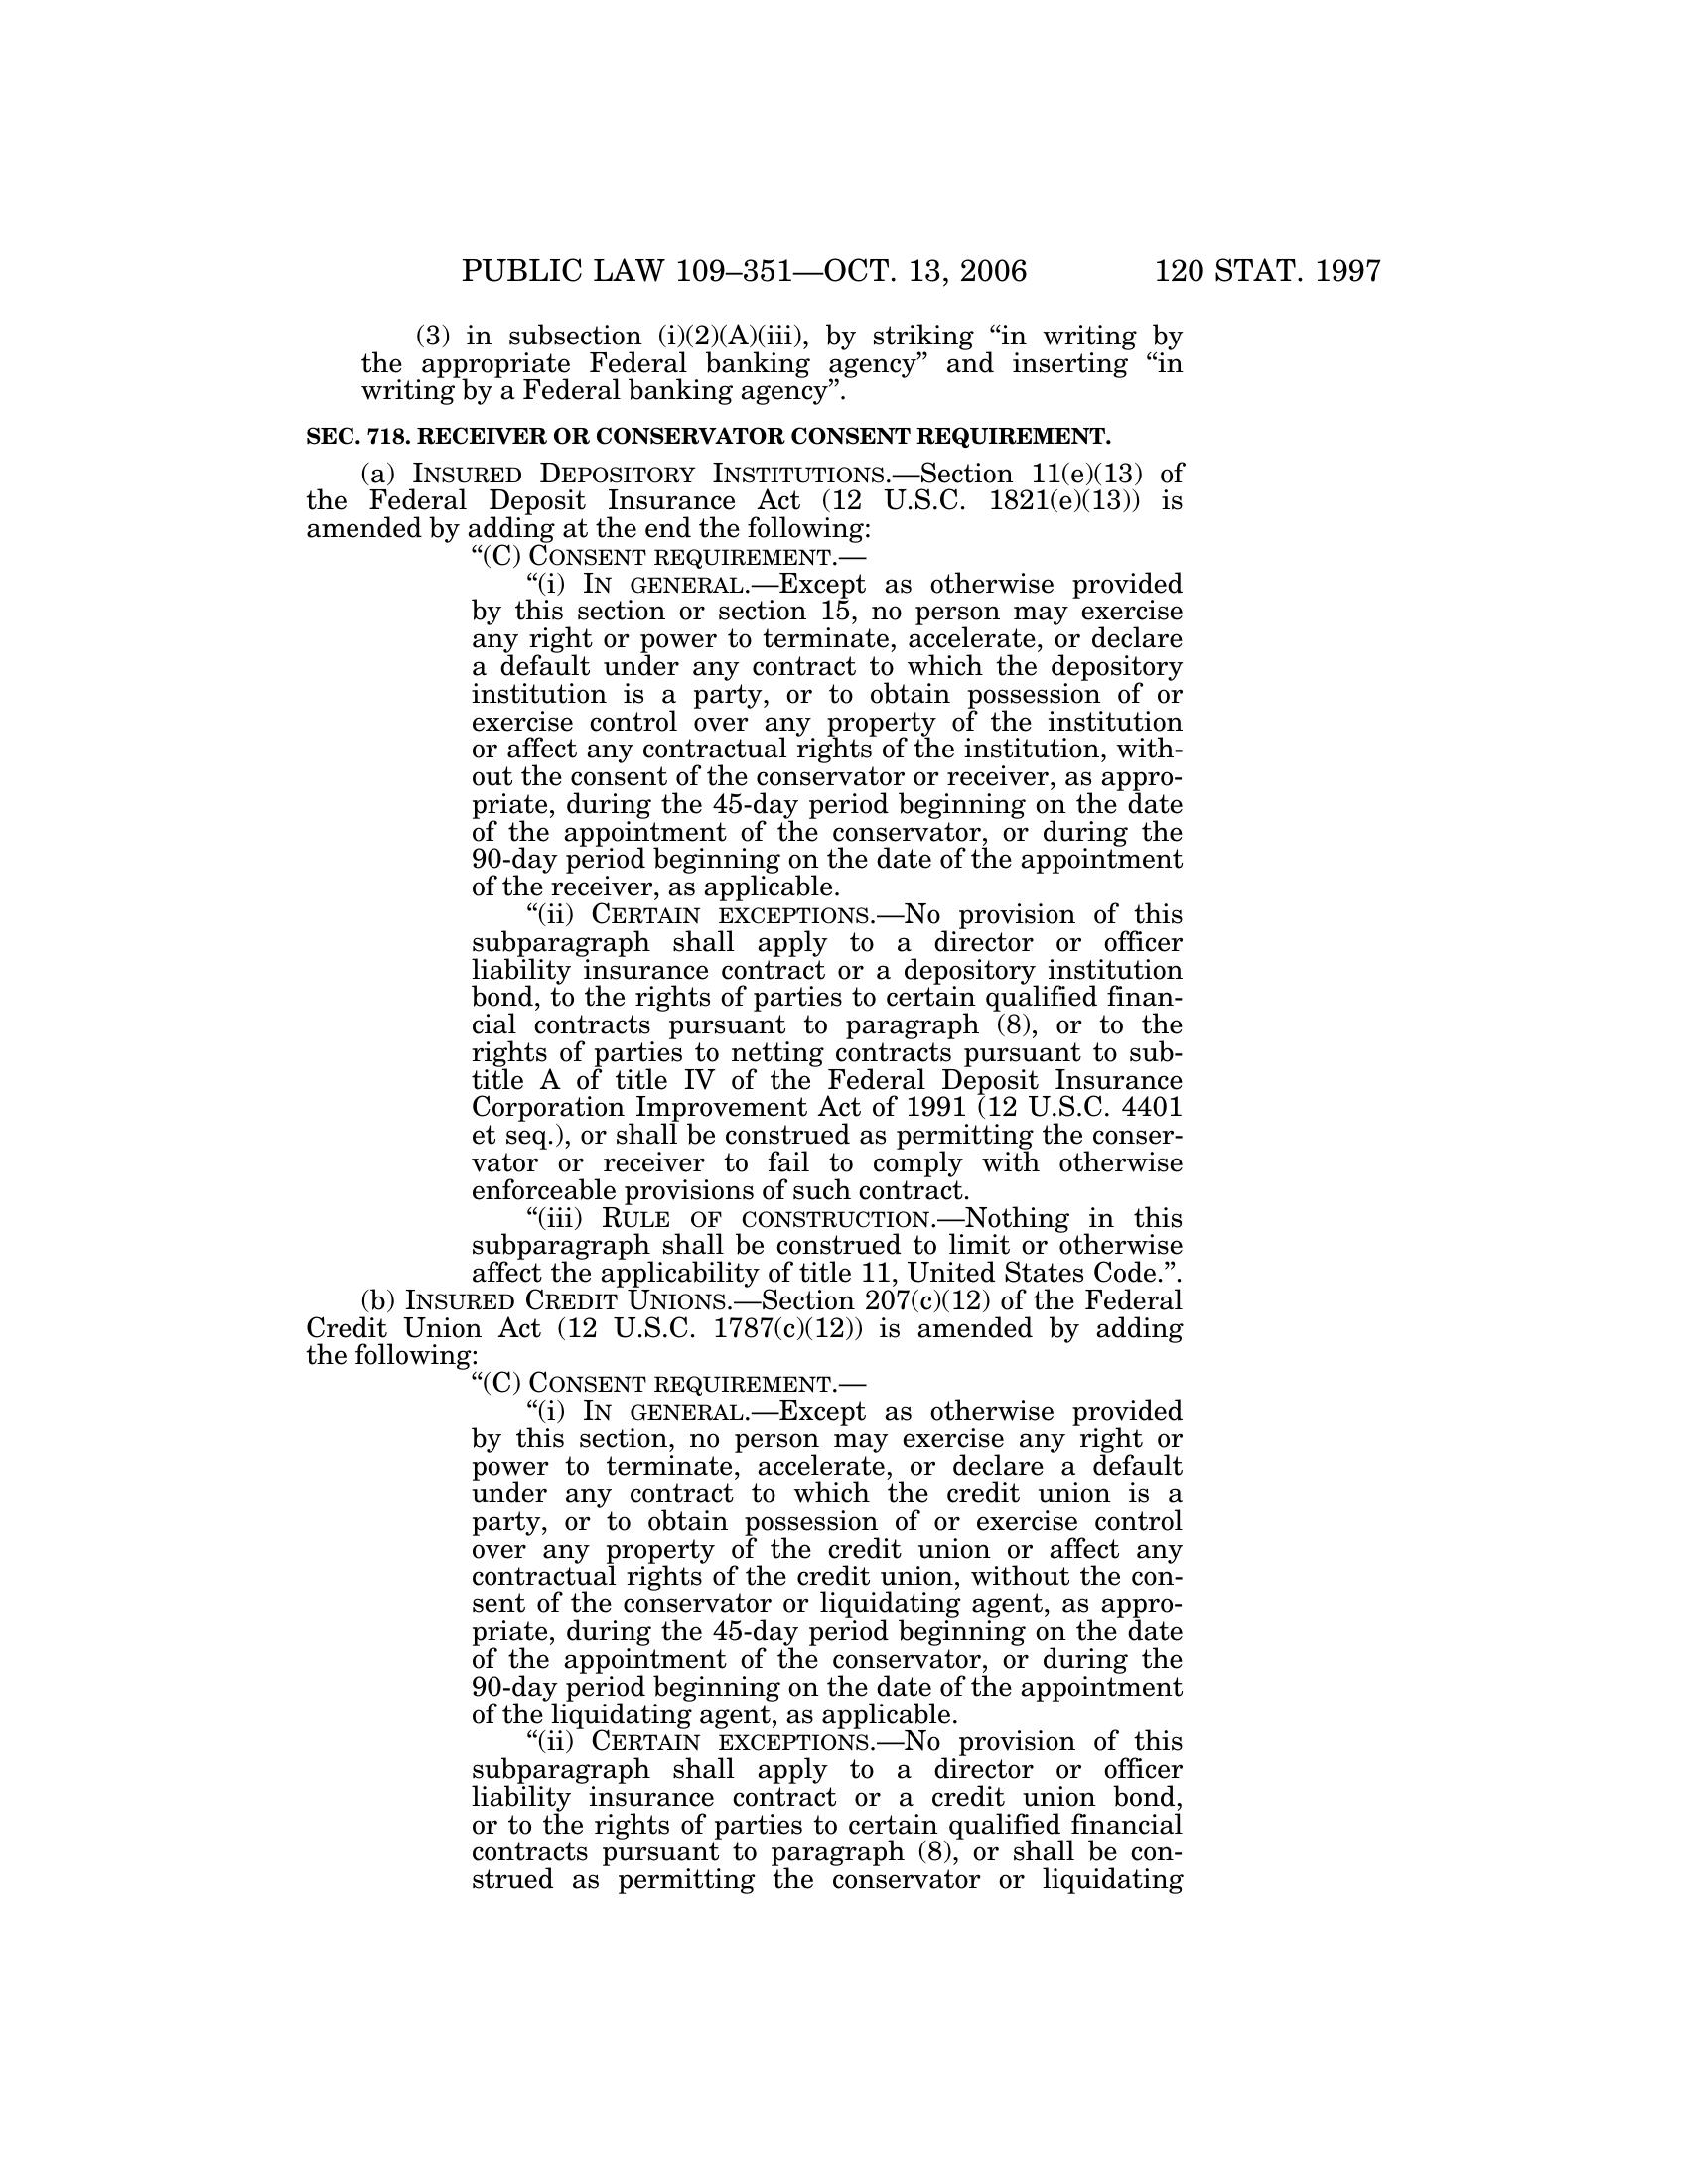 PUBLIC LAW 109–351—OCT. 13, 2006 120 STAT. 1997
(3) in subsection (i)(2)(A)(iii), by striking “in writing by
the appropriate Federal banking agency” and inserting “in
writing by a Federal banking agency”.
SEC. 718. RECEIVER OR CONSERVATOR CONSENT REQUIREMENT.
(a) INSURED DEPOSITORY INSTITUTIONS.—Section 11(e)(13) of
the Federal Deposit Insurance Act (12 U.S.C. 1821(e)(13)) is
amended by adding at the end the following:
“(C) CONSENT REQUIREMENT.—
“(i) IN GENERAL.—Except as otherwise provided
by this section or section 15, no person may exercise
any right or power to terminate, accelerate, or declare
a default under any contract to which the depository
institution is a party, or to obtain possession of or
exercise control over any property of the institution
or affect any contractual rights of the institution, with-
out the consent of the conservator or receiver, as appro-
priate, during the 45-day period beginning on the date
of the appointment of the conservator, or during the
90-day period beginning on the date of the appointment
of the receiver, as applicable.
“(ii) CERTAIN EXCEPTIONS.—No provision of this
subparagraph shall apply to a director or officer
liability insurance contract or a depository institution
bond, to the rights of parties to certain qualified finan-
cial contracts pursuant to paragraph (8), or to the
rights of parties to netting contracts pursuant to sub-
title A of title IV of the Federal Deposit Insurance
Corporation Improvement Act of 1991 (12 U.S.C. 4401
et seq.), or shall be construed as permitting the conser-
vator or receiver to fail to comply with otherwise
enforceable provisions of such contract.
“(iii) RULE OF CONSTRUCTION.—Nothing in this
subparagraph shall be construed to limit or otherwise
affect the applicability of title 11, United States Code.”.
(b) INSURED CREDIT UNIONS.—Section 207(c)(12) of the Federal
Credit Union Act (12 U.S.C. 1787(c)(12)) is amended by adding
the following:
“(C) CONSENT REQUIREMENT.—
“(i) IN GENERAL.—Except as otherwise provided
by this section, no person may exercise any right or
power to terminate, accelerate, or declare a default
under any contract to which the credit union is a
party, or to obtain possession of or exercise control
over any property of the credit union or affect any
contractual rights of the credit union, without the con-
sent of the conservator or liquidating agent, as appro-
priate, during the 45-day period beginning on the date
of the appointment of the conservator, or during the
90-day period beginning on the date of the appointment
of the liquidating agent, as applicable.
“(ii) CERTAIN EXCEPTIONS.—No provision of this
subparagraph shall apply to a director or officer
liability insurance contract or a credit union bond,
or to the rights of parties to certain qualified financial
contracts pursuant to paragraph (8), or shall be con-
strued as permitting the conservator or liquidating